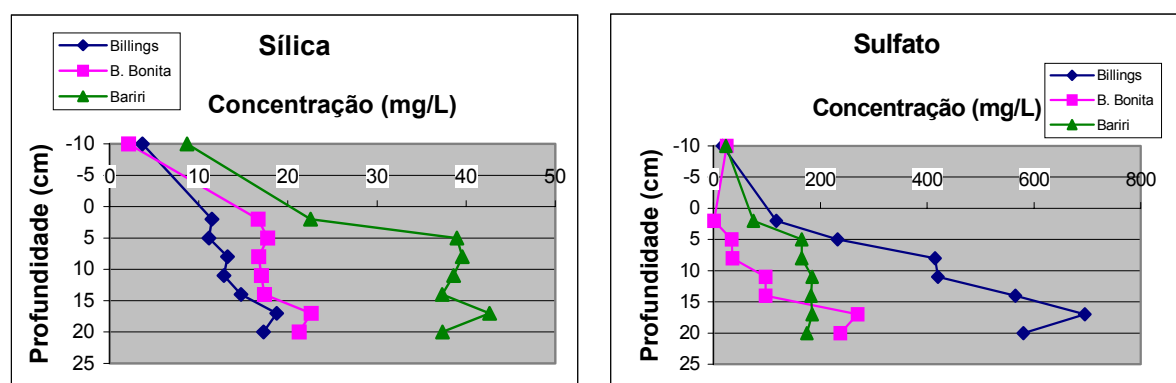 Sílica
Billings
B. Bonita
Bariri
Concentração (mg/L)
Profundidade (cm)
-10
-5
0
5
10
15
20
25
0
10
20
30
40
50
Sulfato
Billings
B. Bonita
Bariri
Concentração (mg/L)
Profundidade (cm)
-10
-5
0
5
10
15
20
25
0
200
400
600
800